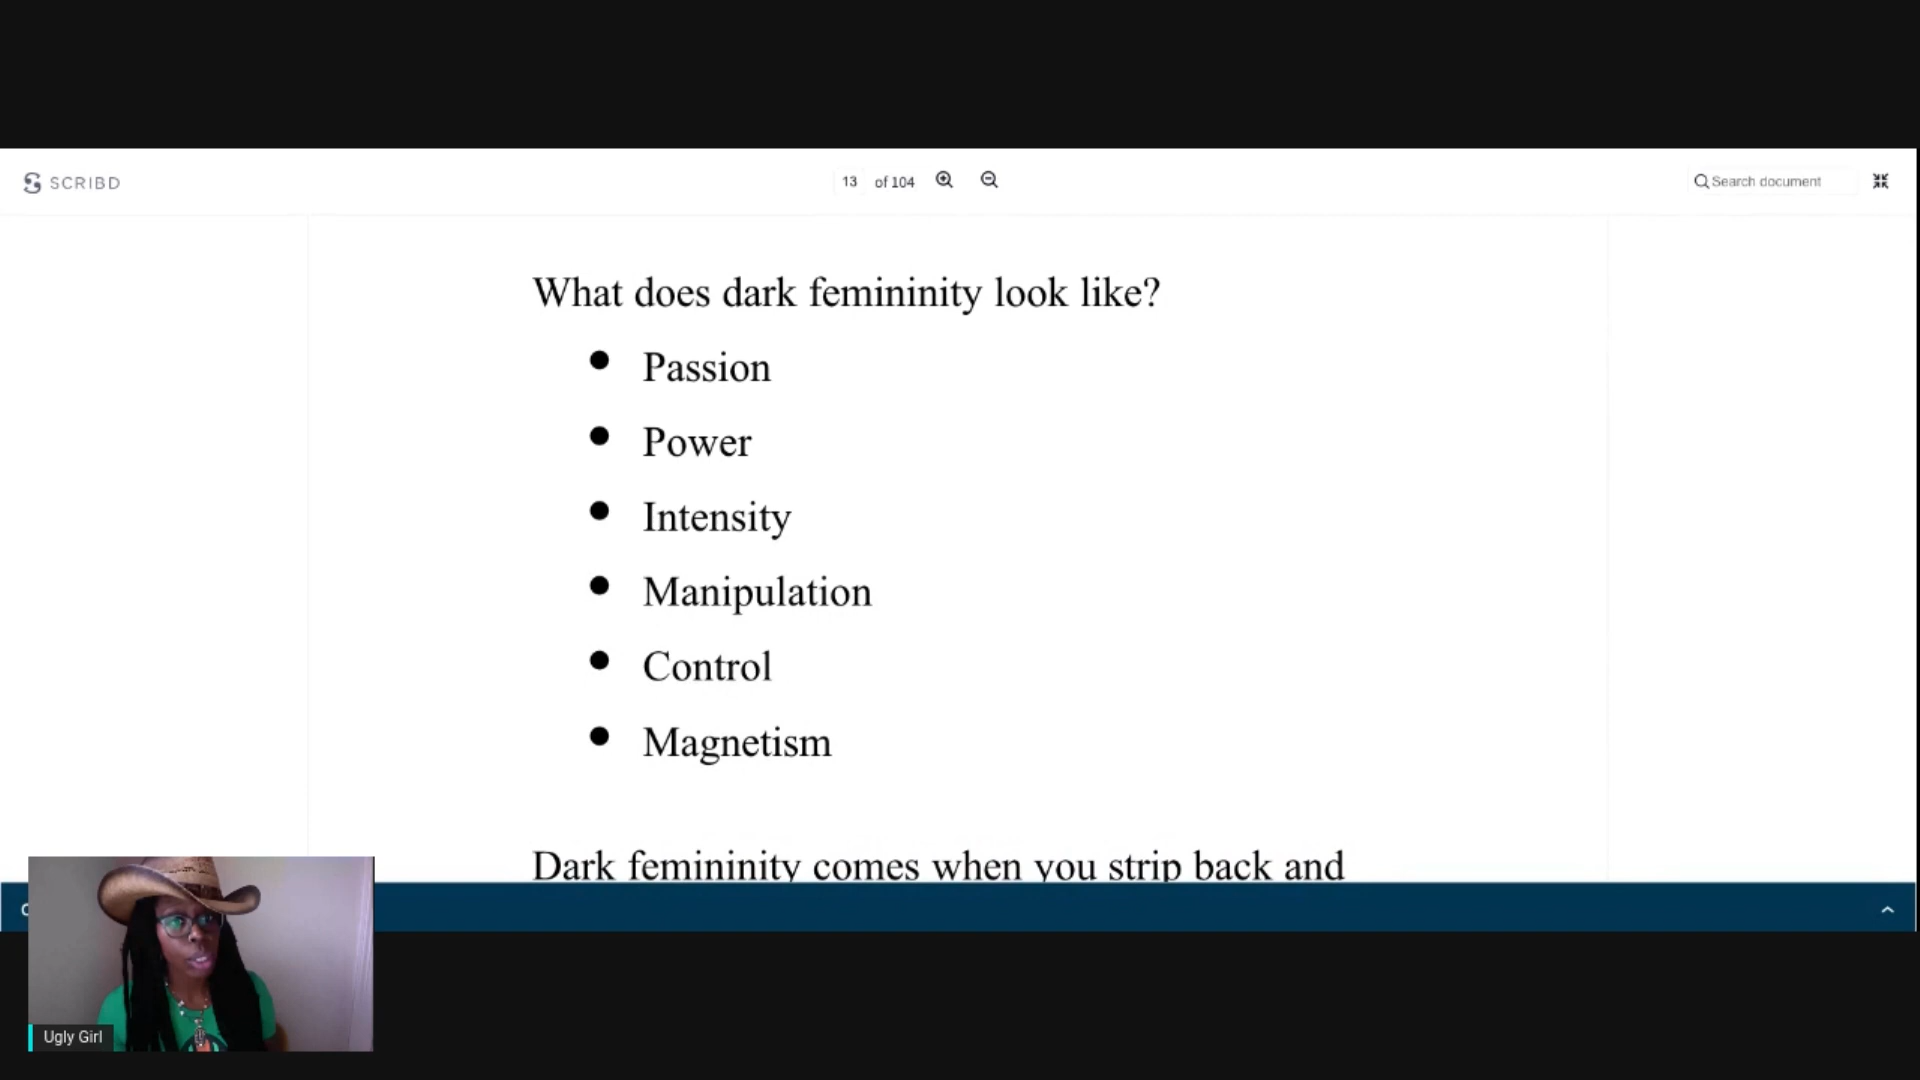 SCRIBD
13 of 104
Search document
What does dark femininity look like?
• Passion
• Power
• Intensity
• Manipulation
• Control
• Magnetism
Dark femininity comes when you strip back and
Ugly Girl